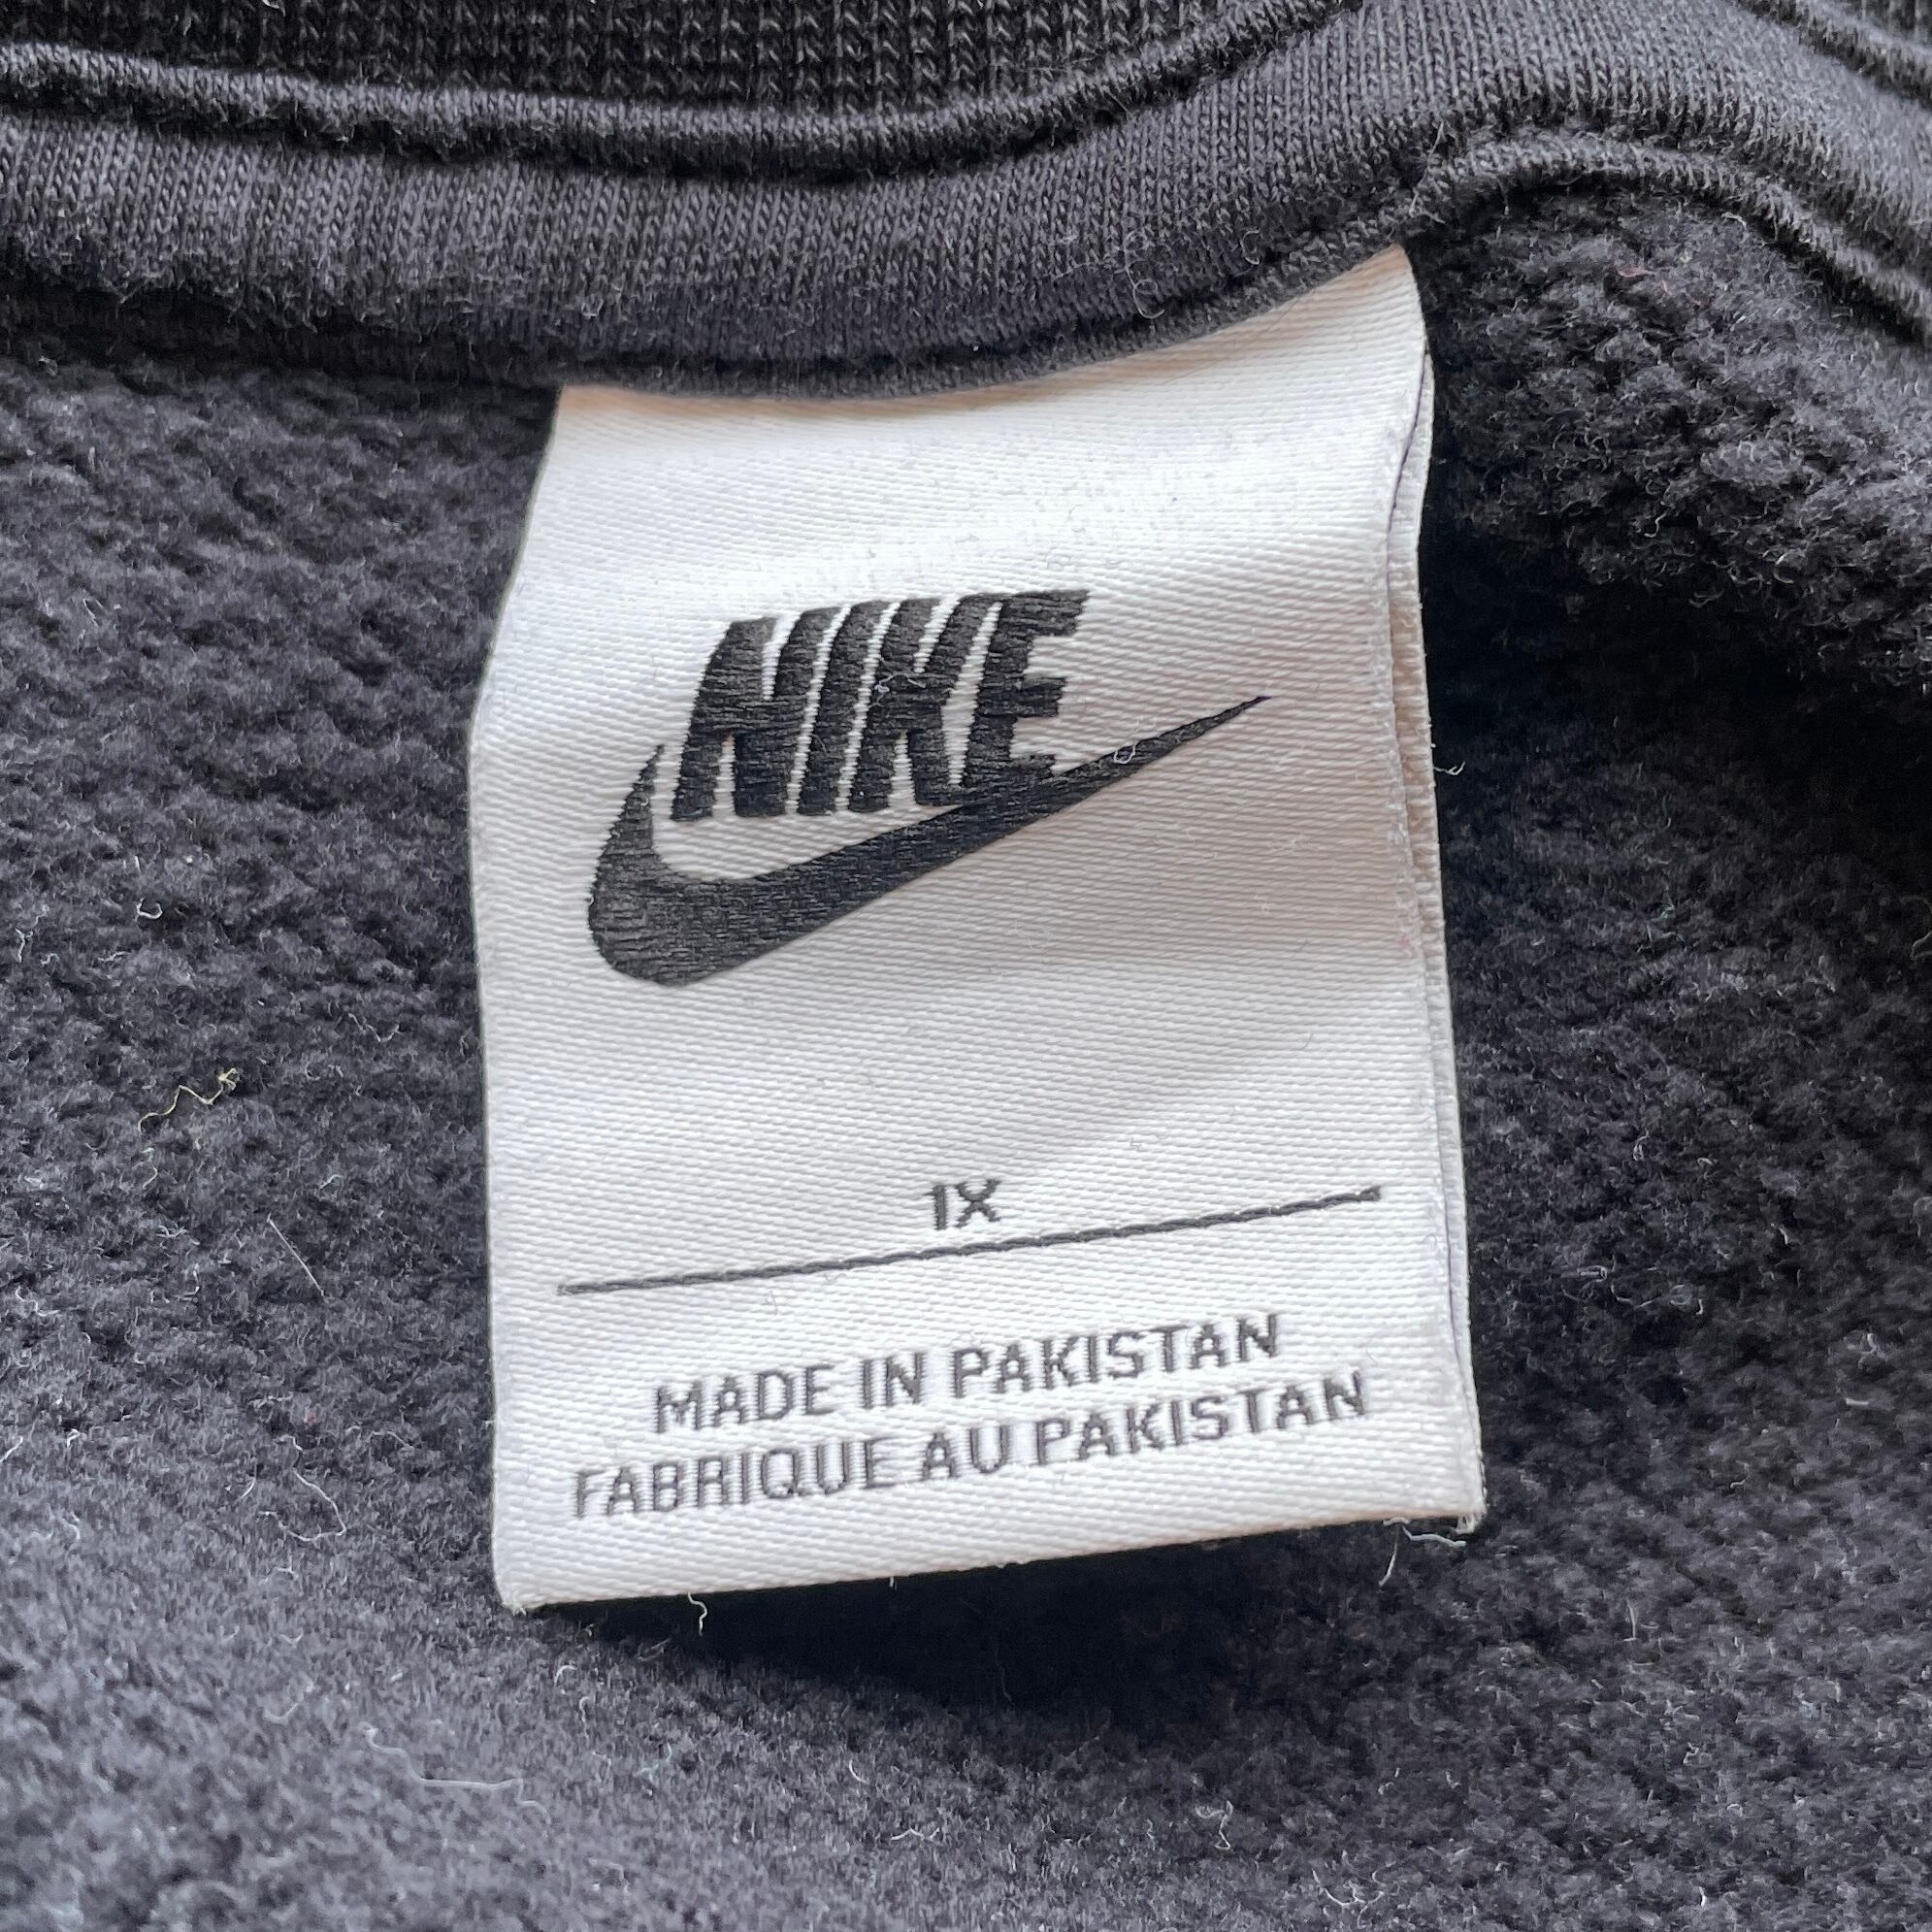 NIKE
1X
MADE IN PAKISTAN
FABRIQUE AU PAKISTAN